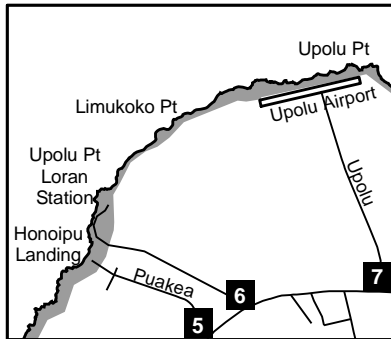 Upolu Pt
Upolu Airport
Limukoko Pt
Upolu Pt
Loran
Station
Upolu
Honoipu
Landing
Puakea
7
6
5